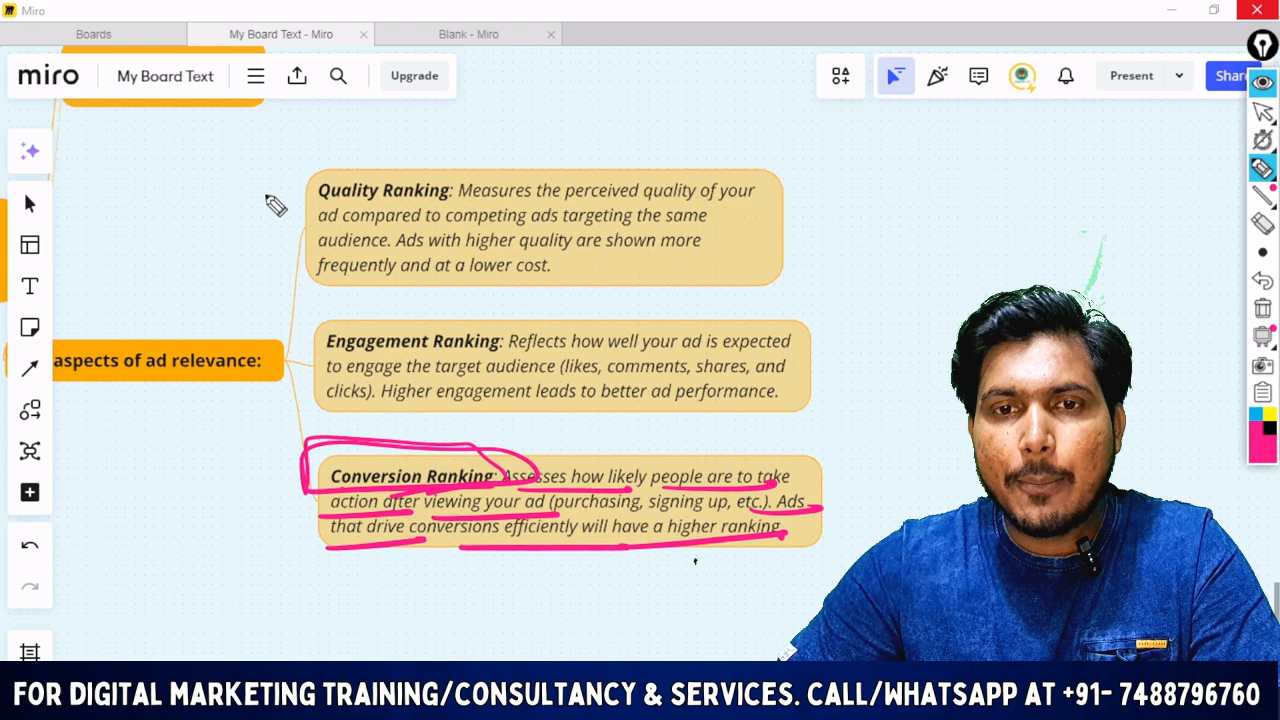 Miro
Boards
My Board Text - Miro
Blank - Miro
miro
My Board Text
Upgrade
Present
Share
Quality Ranking: Measures the perceived quality of your
ad compared to competing ads targeting the same
audience. Ads with higher quality are shown more
frequently and at a lower cost.
Engagement Ranking: Reflects how well your ad is expected
to engage the target audience (likes, comments, shares, and
clicks). Higher engagement leads to better ad performance.
aspects of ad relevance:
Conversion Ranking: Assesses how likely people are to take
action after viewing your ad (purchasing, signing up, etc.). Ads
that drive conversions efficiently will have a higher ranking.
FOR DIGITAL MARKETING TRAINING/CONSULTANCY & SERVICES. CALL/WHATSAPP AT +91- 7488796760